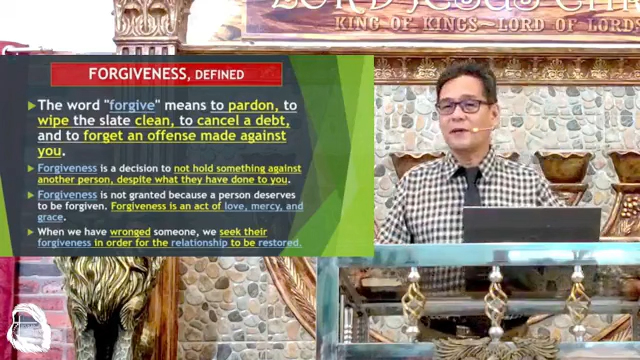 LORD JESUS CHRIST
KING OF KINGS~LORD OF LORD
FORGIVENESS, DEFINED
The word "forgive" means to pardon, to
wipe the slate clean, to cancel a debt,
and to forget an offense made against
you.
Forgiveness is a decision to not hold something against
another person, despite what they have done to you.
Forgiveness is not granted because a person deserves
to be forgiven. Forgiveness is an act of love, mercy, and
grace.
When we have wronged someone, we seek their
forgiveness in order for the relationship to be restored.